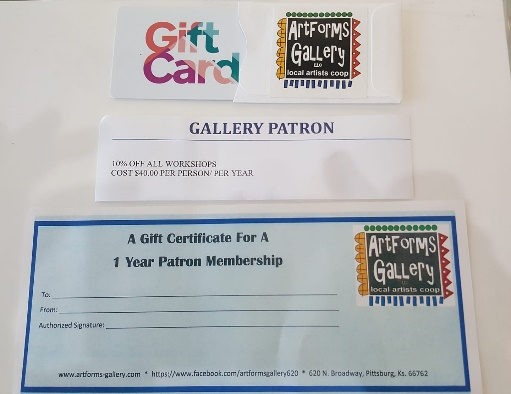 Gift
Card
ArtForms
Gallery
LLC
local artists coop
GALLERY PATRON
10% OFF ALL WORKSHOPS
COST $40.00 PER PERSON/ PER YEAR
A Gift Certificate For A
1 Year Patron Membership
ArtForms
Gallery
local artists coop
To:
From:
Authorized Signature:
www.artforms-gallery.com * https://www.facebook.com/artformsgallery620 * 620 N. Broadway, Pittsburg, Ks. 66762